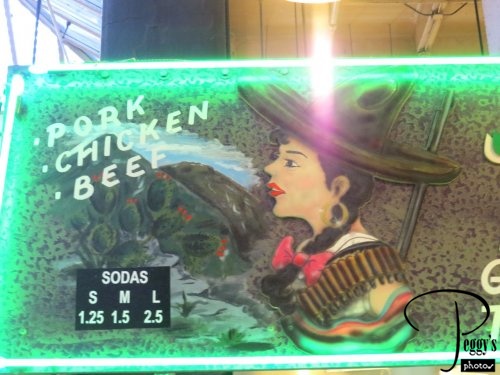 . PORK
. CHICKEN
. BEEF
SODAS
S M L
1.25 1.5 2.5
G
T
Peggy's
photos